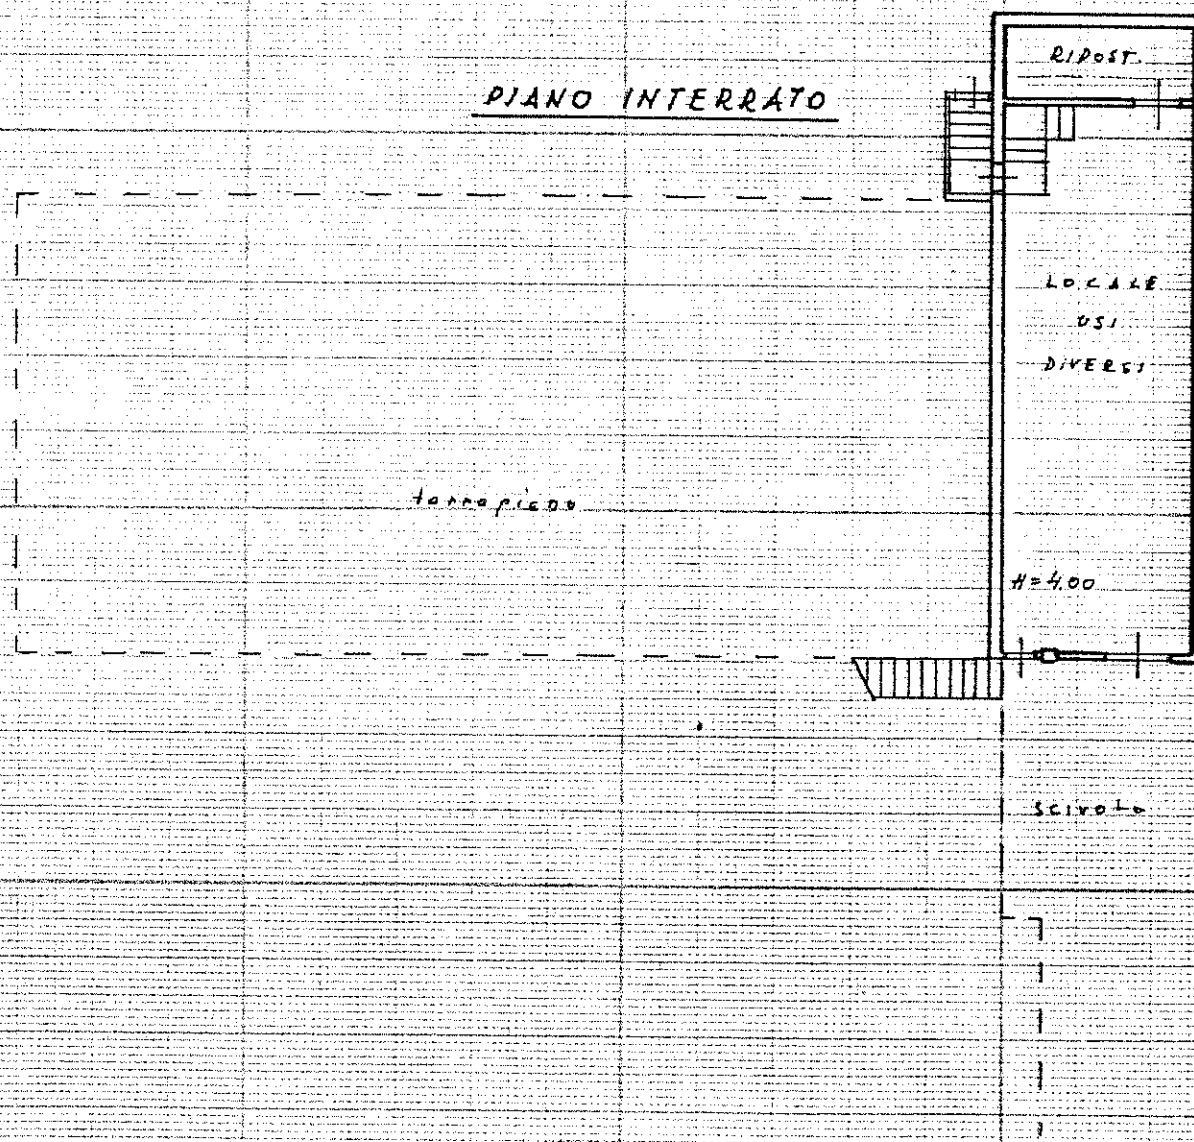 RIPOST.
PIANO INTERRATO
LOCALE
USI
DIVERSI
terrapieno
H=4.00
SCIVOLO